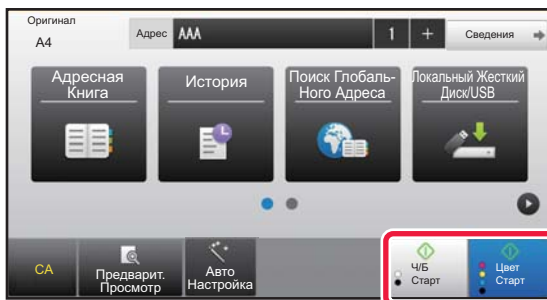 Оригинал
A4
Адрес AAA 1 + Сведения
Адресная
Книга
История
Поиск Глобаль-
Ного Адреса
Локальный Жесткий
Диск/USB
CA
Предварит.
Просмотр
Авто
Настройка
Ч/Б
Старт
Цвет
Старт